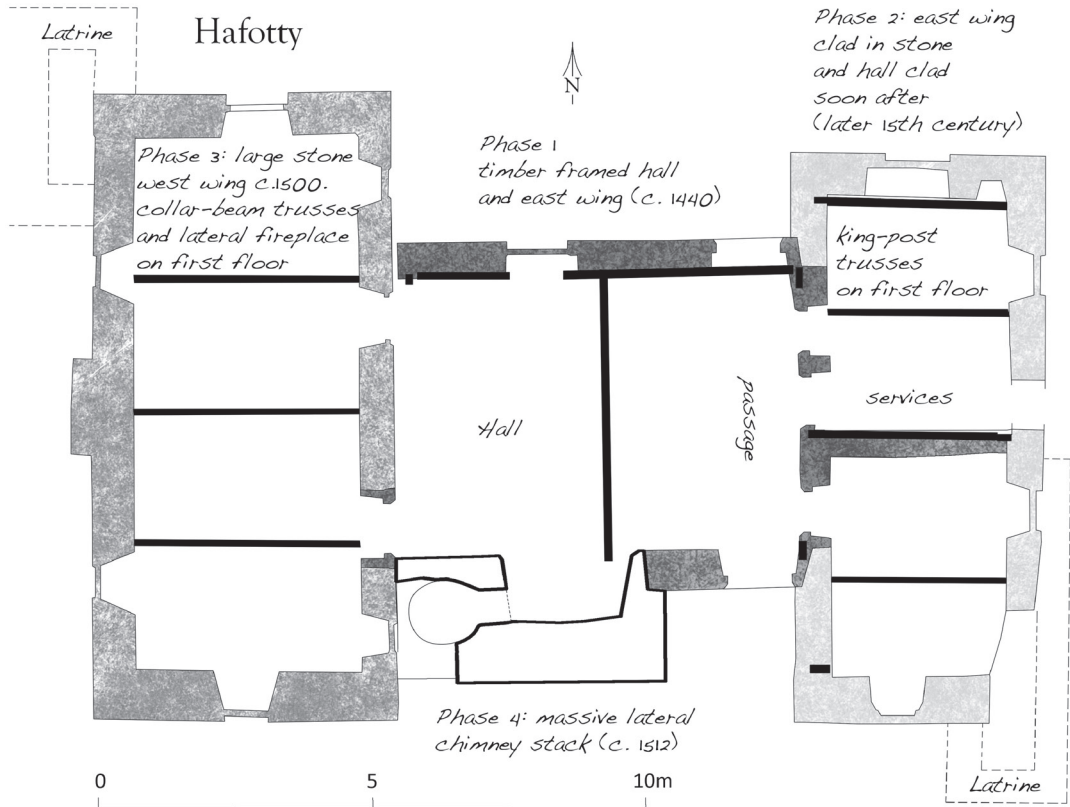 Latrine
Hafotty
N
Phase 2: east wing
clad in stone
and hall clad
soon after
(later 15th century)
Phase 1
timber framed hall
and east wing (c. 1440)
Phase 3: large stone
west wing c.1500.
collar-beam trusses
and lateral fireplace
on first floor
king-post
trusses
on first floor
Hall
passage
services
Phase 4: massive lateral
chimney stack (c. 1512)
Latrine
0 5 10m